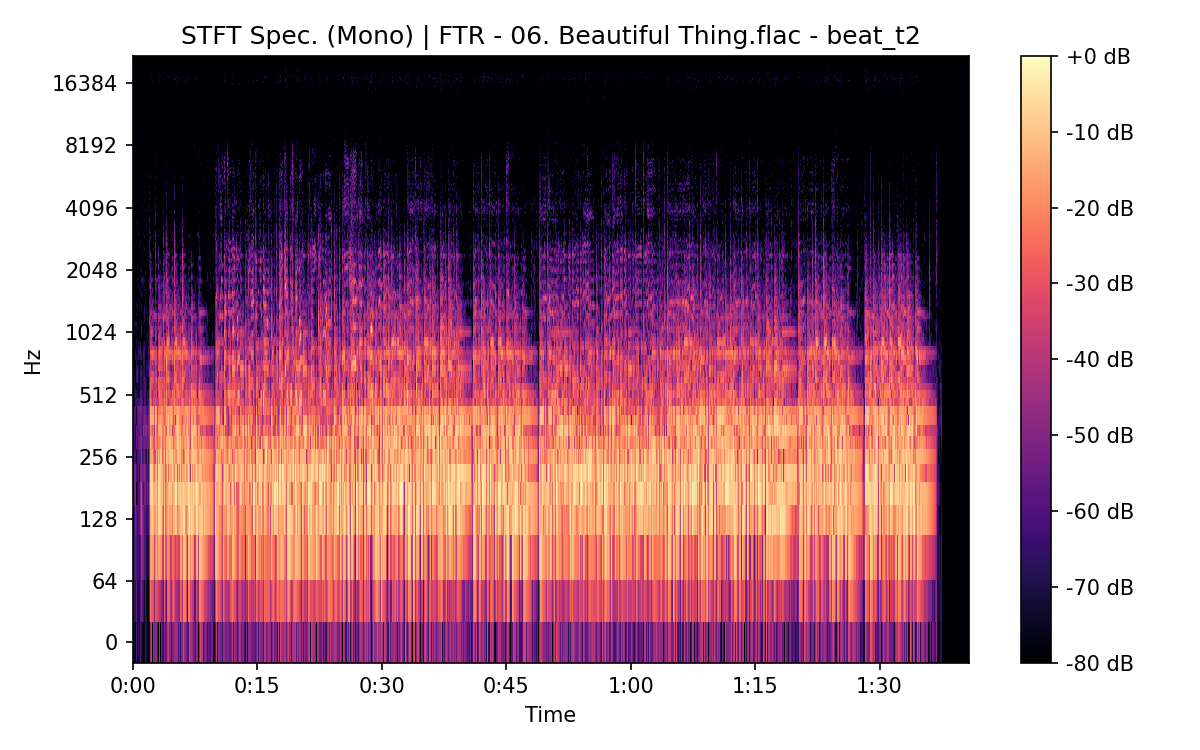 STFT Spec. (Mono) | FTR - 06. Beautiful Thing.flac - beat_t2
16384
8192
4096
2048
1024
512
256
128
64
0
Hz
0:00 0:15 0:30 0:45 1:00 1:15 1:30
Time
+0 dB
-10 dB
-20 dB
-30 dB
-40 dB
-50 dB
-60 dB
-70 dB
-80 dB